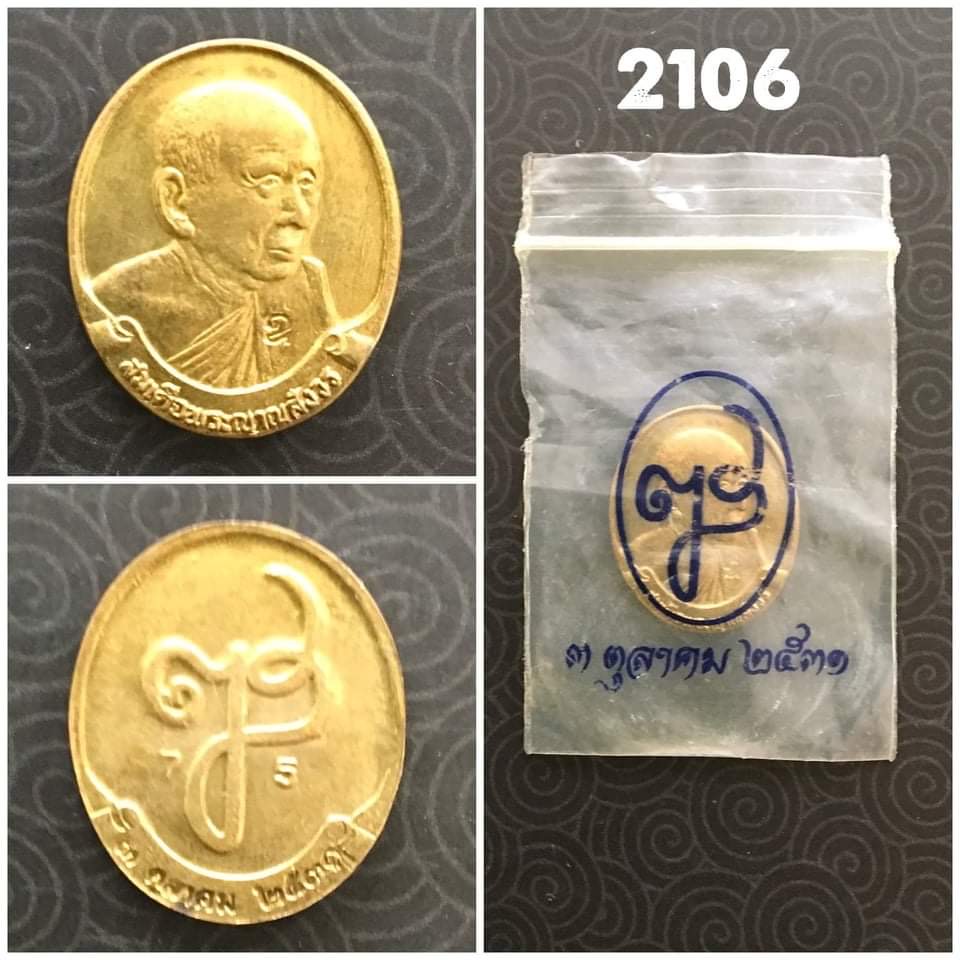 2106
สมเด็จพระญาณสังวร
ญส
๓ ตุลาคม ๒๕๓๑
5
๓ ตุลาคม ๒๕๓๑